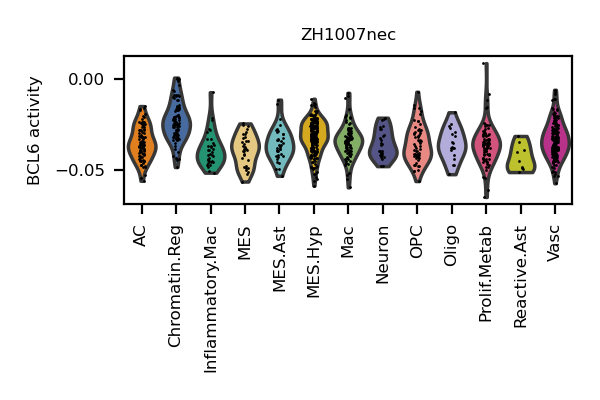 ZH1007nec
BCL6 activity
0.00
−0.05
AC
Chromatin.Reg
Inflammatory.Mac
MES
MES.Ast
MES.Hyp
Mac
Neuron
OPC
Oligo
Prolif.Metab
Reactive.Ast
Vasc